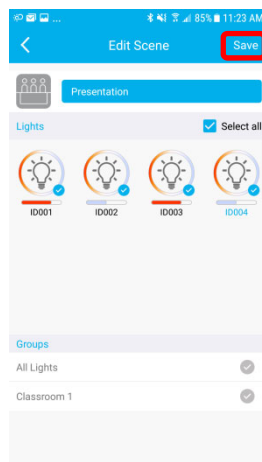 ... 85% 11:23 AM
Edit Scene Save
Presentation
Lights Select all
ID001 ID002 ID003 ID004
Groups
All Lights
Classroom 1